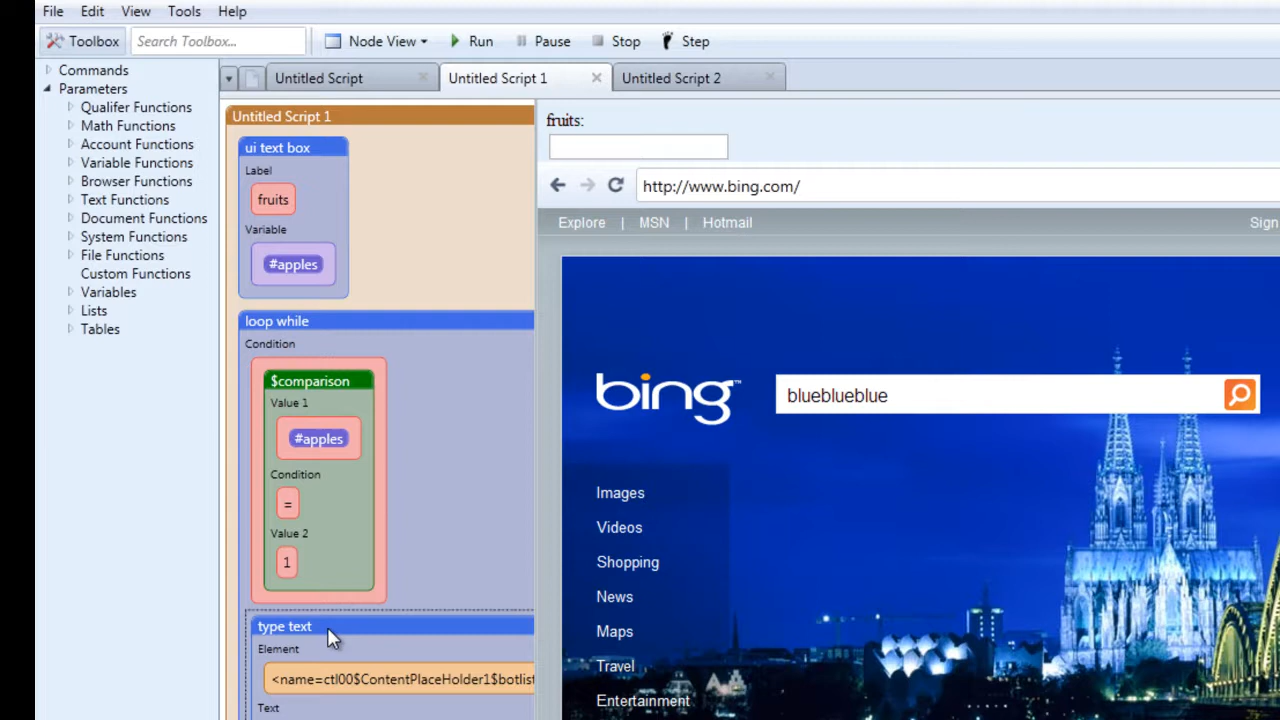 File Edit View Tools Help
Toolbox Search Toolbox... Node View Run Pause Stop Step
Commands
Parameters
Qualifer Functions
Math Functions
Account Functions
Variable Functions
Browser Functions
Text Functions
Document Functions
System Functions
File Functions
Custom Functions
Variables
Lists
Tables
Untitled Script Untitled Script 1 Untitled Script 2
Untitled Script 1
ui text box
Label
fruits
Variable
#apples
loop while
Condition
$comparison
Value 1
#apples
Condition
=
Value 2
1
type text
Element
<name=ctl00$ContentPlaceHolder1$botlist
Text
fruits:
http://www.bing.com/
Explore | MSN | Hotmail
Sign
bing™
blueblueblue
Images
Videos
Shopping
News
Maps
Travel
Entertainment